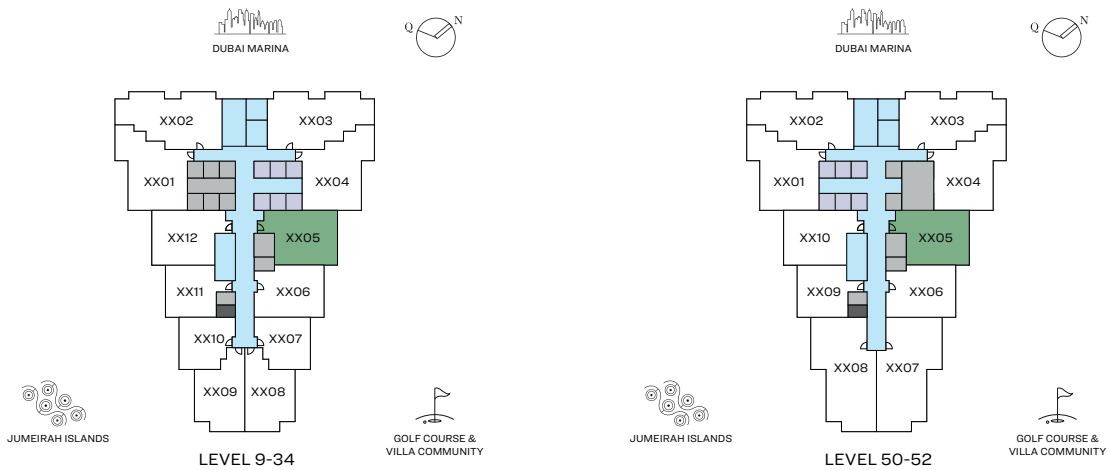 Q N
DUBAI MARINA
XX02 XX03
XX01 XX04
XX12 XX05
XX11 XX06
XX10 XX07
XX09 XX08
JUMEIRAH ISLANDS
GOLF COURSE &
VILLA COMMUNITY
LEVEL 9-34
Q N
DUBAI MARINA
XX02 XX03
XX01 XX04
XX10 XX05
XX09 XX06
XX08 XX07
JUMEIRAH ISLANDS
GOLF COURSE &
VILLA COMMUNITY
LEVEL 50-52